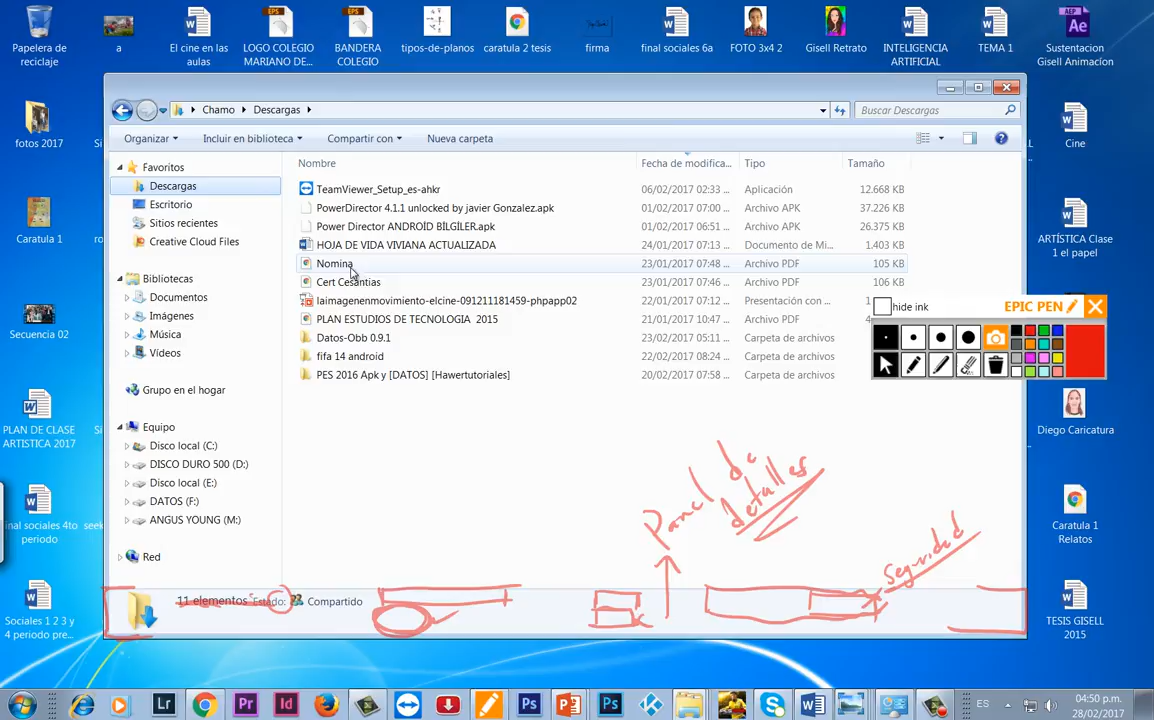 Papelera de reciclaje
a
El cine en las aulas
LOGO COLEGIO MARIANO DE...
BANDERA COLEGIO
tipos-de-planos
caratula 2 tesis
firma
final sociales 6a
FOTO 3x4 2
Gisell Retrato
INTELIGENCIA ARTIFICIAL
TEMA 1
Sustentacion Gisell Animacion
fotos 2017
Caratula 1
Secuencia 02
PLAN DE CLASE ARTISTICA 2017
inal sociales 4to periodo
seek
Sociales 1 2 3 y 4 periodo pre...
Cine
ARTÍSTICA Clase 1 el papel
Diego Caricatura
Caratula 1 Relatos
TESIS GISELL 2015
Chamo
Descargas
Buscar Descargas
Organizar
Incluir en biblioteca
Compartir con
Nueva carpeta
Favoritos
Descargas
Escritorio
Sitios recientes
Creative Cloud Files
Bibliotecas
Documentos
Imágenes
Música
Vídeos
Grupo en el hogar
Equipo
Disco local (C:)
DISCO DURO 500 (D:)
Disco local (E:)
DATOS (F:)
ANGUS YOUNG (M:)
Red
Nombre Fecha de modifica... Tipo Tamaño
TeamViewer_Setup_es-ahkr 06/02/2017 02:33 ... Aplicación 12.668 KB
PowerDirector 4.1.1 unlocked by javier Gonzalez.apk 01/02/2017 07:00 ... Archivo APK 37.226 KB
Power Director ANDROİD BİLGİLER.apk 01/02/2017 06:51 ... Archivo APK 26.375 KB
HOJA DE VIDA VIVIANA ACTUALIZADA 24/01/2017 07:13 ... Documento de Mi... 1.403 KB
Nomina 23/01/2017 07:48 ... Archivo PDF 105 KB
Cert Cesantias 23/01/2017 07:46 ... Archivo PDF 106 KB
laimagenenmovimiento-elcine-091211181459-phpapp02 22/01/2017 07:12 ... Presentación con ...
PLAN ESTUDIOS DE TECNOLOGIA 2015 21/01/2017 10:47 ... Archivo PDF
Datos-Obb 0.9.1 23/02/2017 05:11 ... Carpeta de archivos
fifa 14 android 22/02/2017 08:24 ... Carpeta de archivos
PES 2016 Apk y [DATOS] [Hawertutoriales] 20/02/2017 07:58 ... Carpeta de archivos
hide ink
EPIC PEN
Panel de
detalles
Seguridad
11 elementos Estado: Compartido
ES
04:50 p.m.
28/02/2017